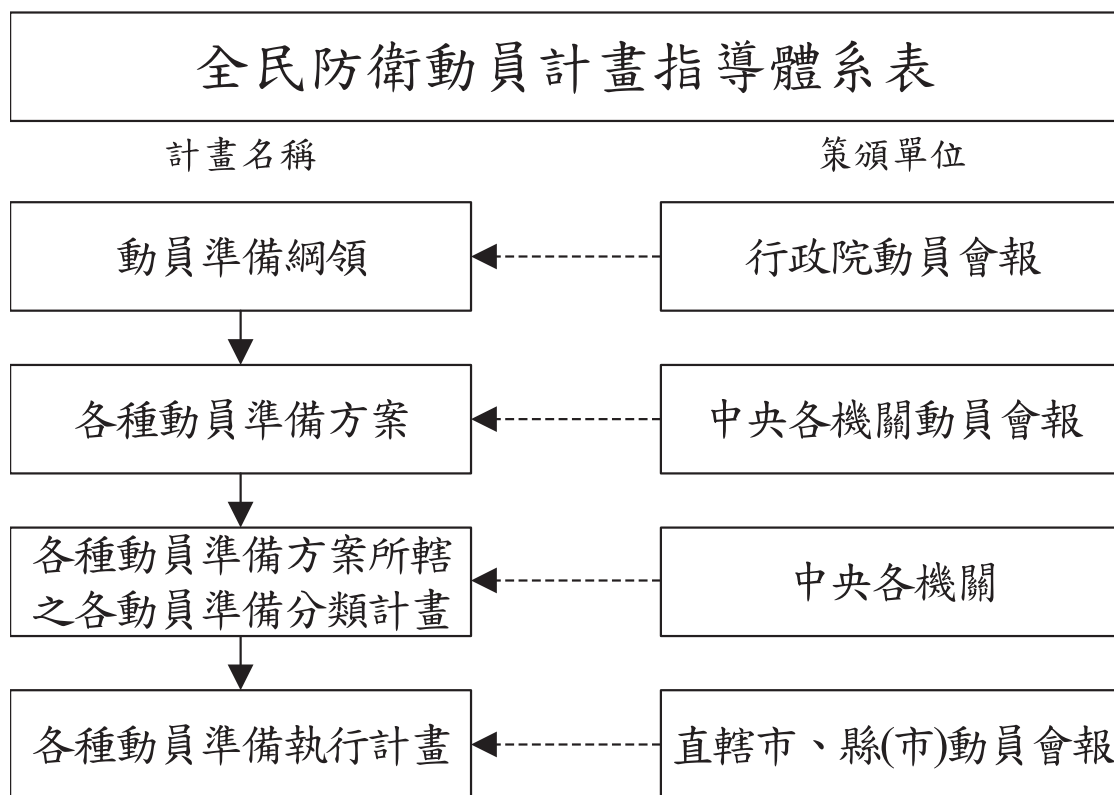 全民防衛動員計畫指導體系表
計畫名稱
策頒單位
動員準備綱領
行政院動員會報
各種動員準備方案
中央各機關動員會報
各種動員準備方案所轄
之各動員準備分類計畫
中央各機關
各種動員準備執行計畫
直轄市、縣(市)動員會報